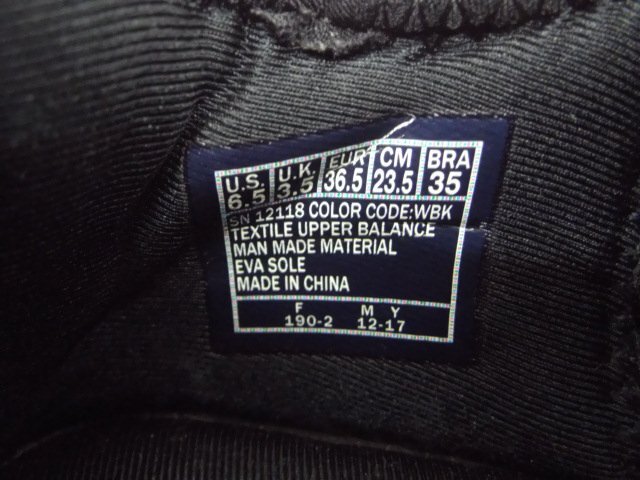 U.S. U.K. EUR CM BRA
6.5 3.5 36.5 23.5 35
SN 12118 COLOR CODE:WBK
TEXTILE UPPER BALANCE
MAN MADE MATERIAL
EVA SOLE
MADE IN CHINA
F M Y
190-2 12-17